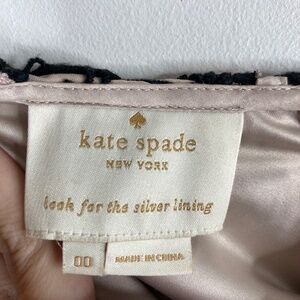 kate spade
NEW YORK
look for the silver lining
00
MADE IN CHINA